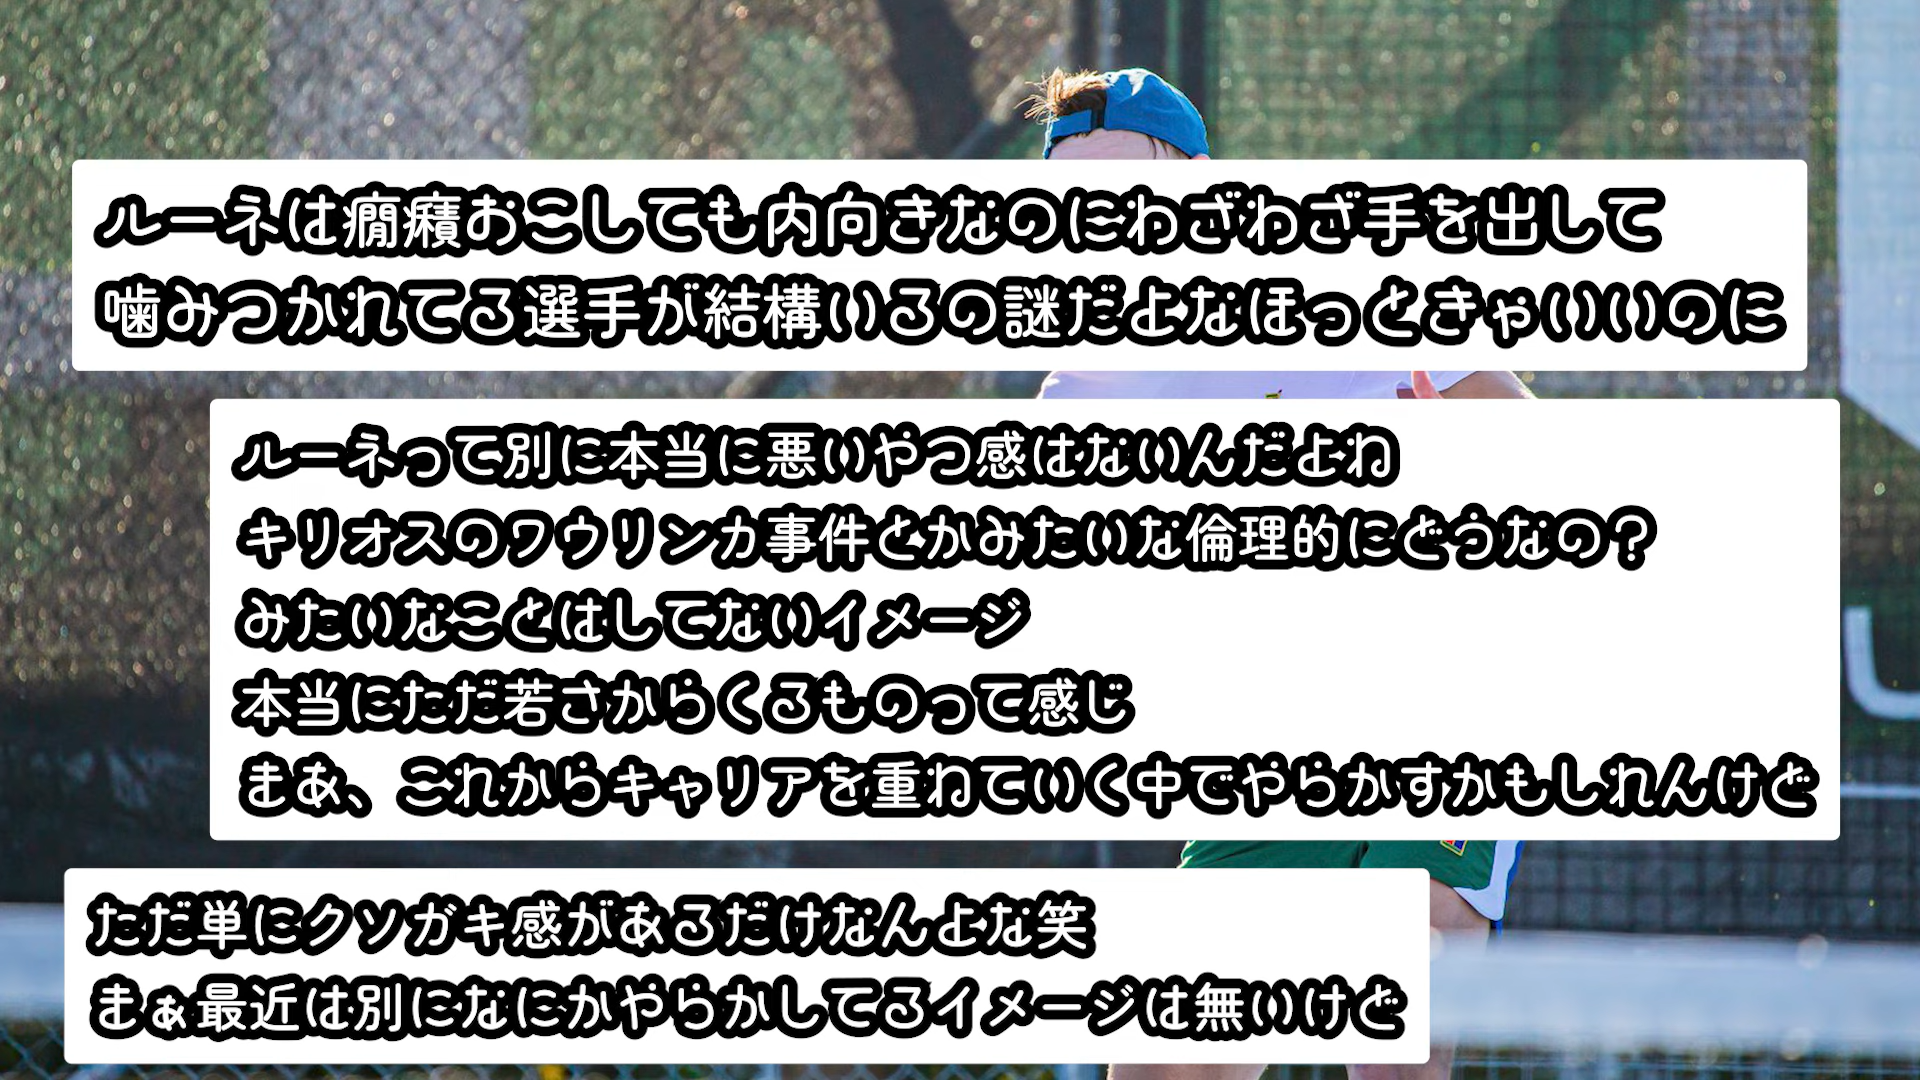 ルーネは癇癪おこしても内向きなのにわざわざ手を出して
噛みつかれてる選手が結構いるの謎だよなほっときゃいいのに
ルーネって別に本当に悪いやつ感はないんだよね
キリオスのワウリンカ事件とかみたいな倫理的にどうなの？
みたいなことはしてないイメージ
本当にただ若さからくるものって感じ
まあ、これからキャリアを重ねていく中でやらかすかもしれんけど
ただ単にクソガキ感があるだけなんよな笑
まぁ最近は別になにかやらかしてるイメージは無いけど